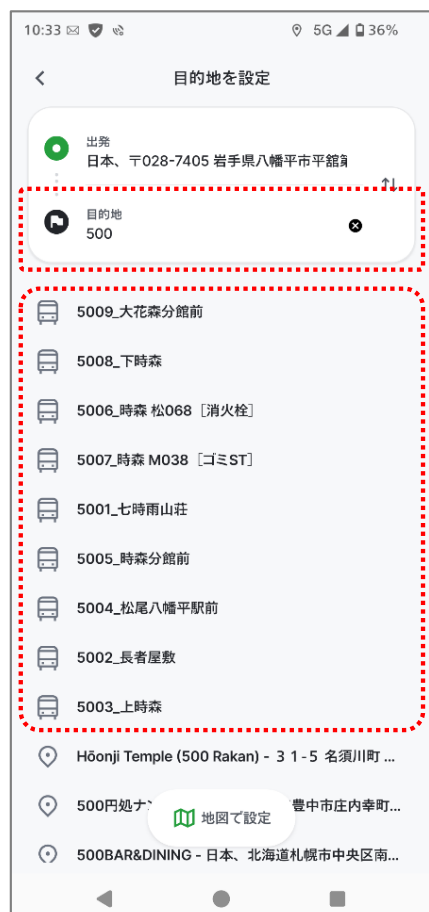 10:33 5G 36%
目的地を設定
出発
日本、〒028-7405 岩手県八幡平市平舘
目的地
500
5009_大花森分館前
5008_下時森
5006_時森 松068［消火栓］
5007_時森 M038［ゴミST］
5001_七時雨山荘
5005_時森分館前
5004_松尾八幡平駅前
5002_長者屋敷
5003_上時森
Hōonji Temple (500 Rakan) - ３１-５ 名須川町 ...
500円処ナ 豊中市庄内幸町...
地図で設定
500BAR&DINING - 日本、北海道札幌市中央区南...